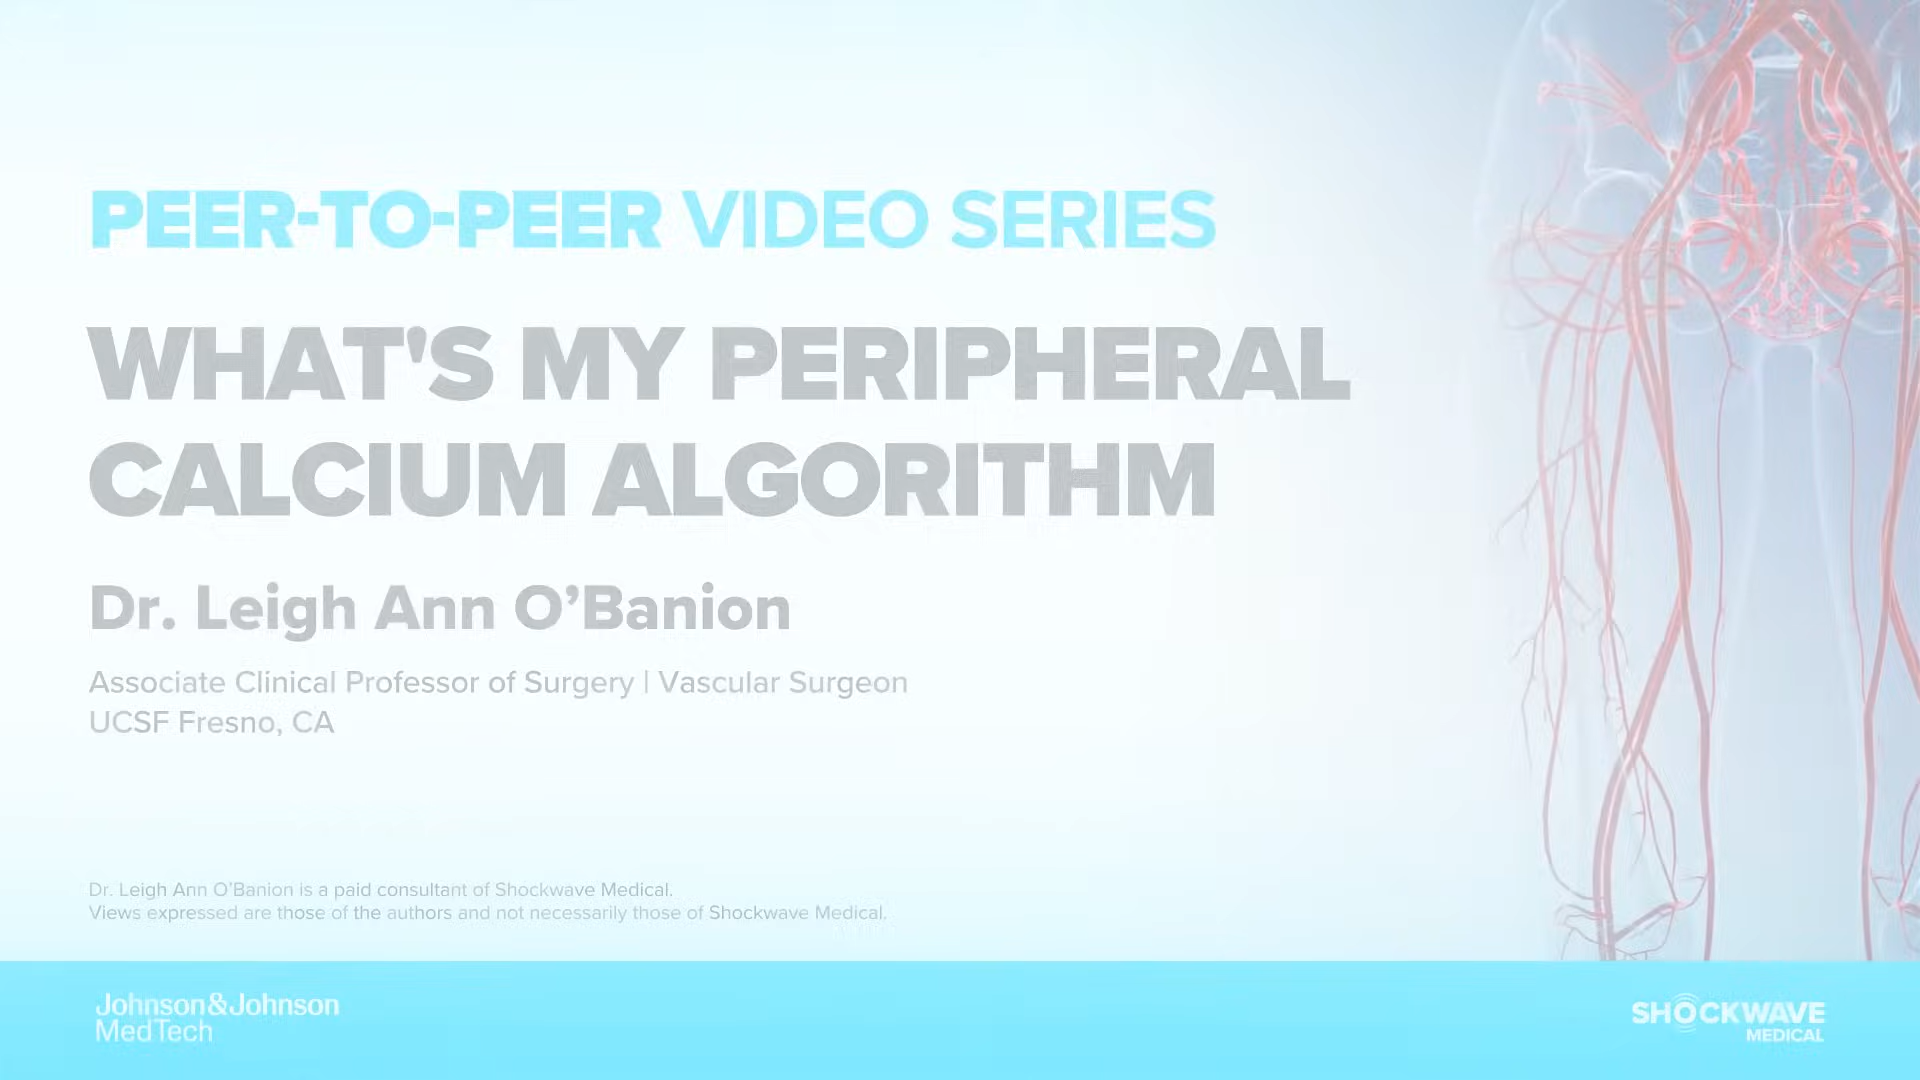 PEER-TO-PEER VIDEO SERIES
WHAT'S MY PERIPHERAL
CALCIUM ALGORITHM
Dr. Leigh Ann O’Banion
Associate Clinical Professor of Surgery | Vascular Surgeon
UCSF Fresno, CA
Dr. Leigh Ann O’Banion is a paid consultant of Shockwave Medical.
Views expressed are those of the authors and not necessarily those of Shockwave Medical.
Johnson&Johnson
MedTech
SHOCKWAVE
MEDICAL